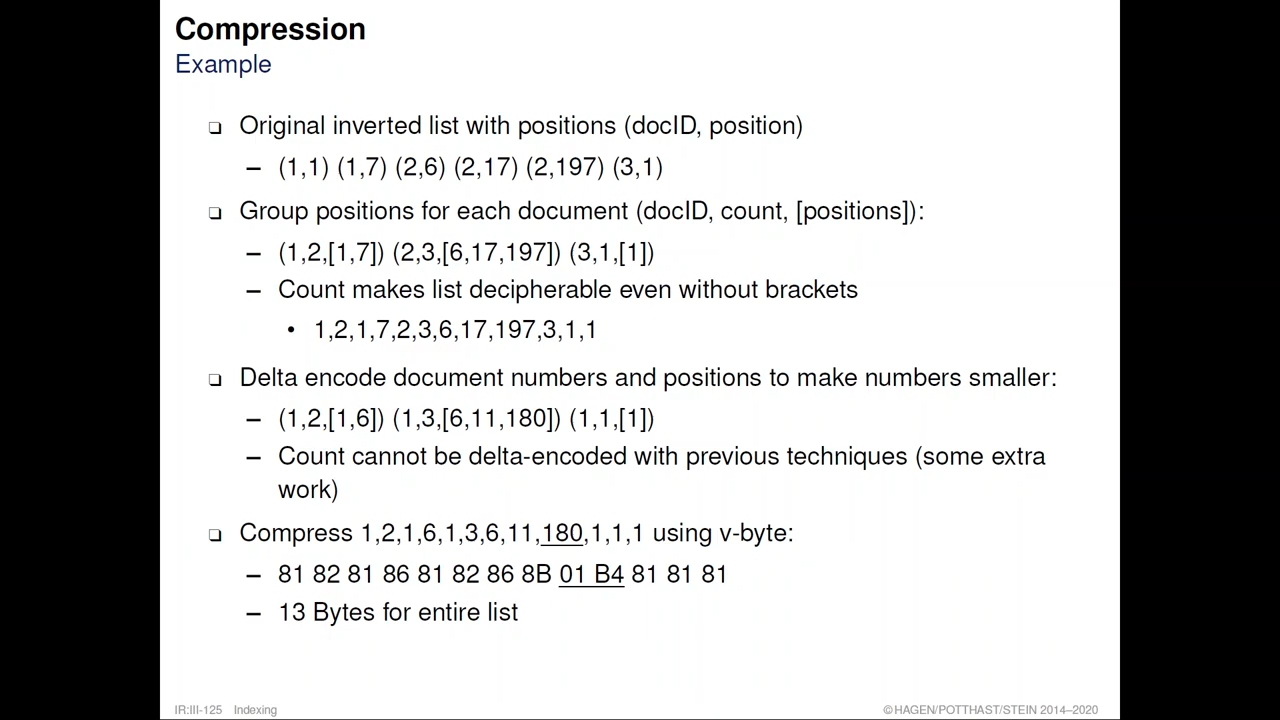 Compression
Example
❏ Original inverted list with positions (docID, position)
– (1,1) (1,7) (2,6) (2,17) (2,197) (3,1)
❏ Group positions for each document (docID, count, [positions]):
– (1,2,[1,7]) (2,3,[6,17,197]) (3,1,[1])
– Count makes list decipherable even without brackets
• 1,2,1,7,2,3,6,17,197,3,1,1
❏ Delta encode document numbers and positions to make numbers smaller:
– (1,2,[1,6]) (1,3,[6,11,180]) (1,1,[1])
– Count cannot be delta-encoded with previous techniques (some extra
work)
❏ Compress 1,2,1,6,1,3,6,11,180,1,1,1 using v-byte:
– 81 82 81 86 81 82 86 8B 01 B4 81 81 81
– 13 Bytes for entire list
IR:III-125 Indexing ©HAGEN/POTTHAST/STEIN 2014–2020